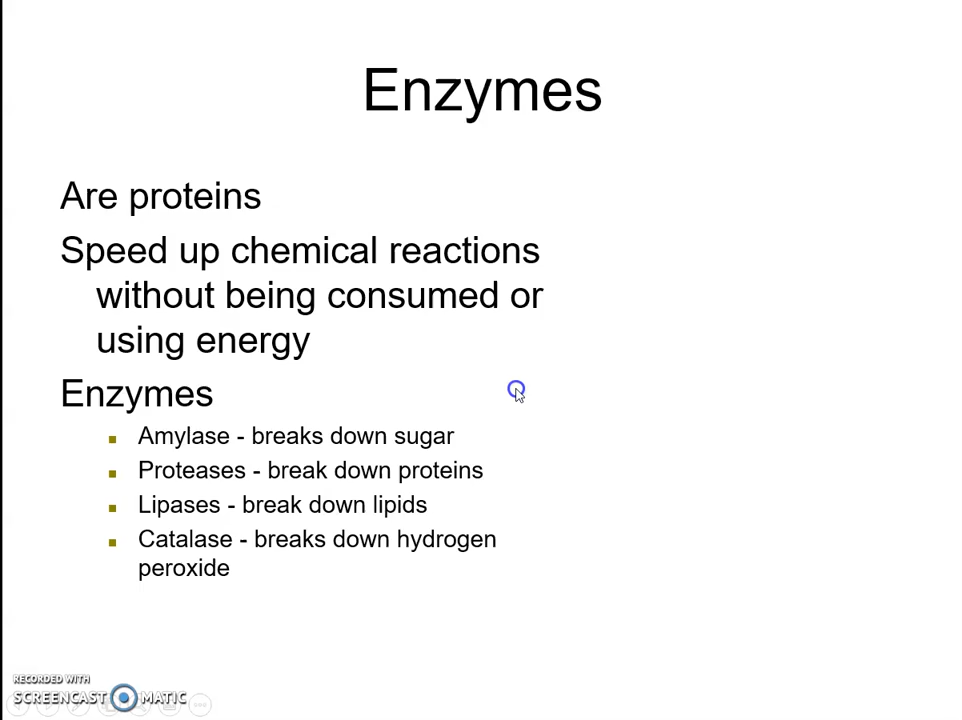 Enzymes
Are proteins
Speed up chemical reactions
without being consumed or
using energy
Enzymes
Amylase - breaks down sugar
Proteases - break down proteins
Lipases - break down lipids
Catalase - breaks down hydrogen
peroxide
RECORDED WITH
SCREENCAST MATIC